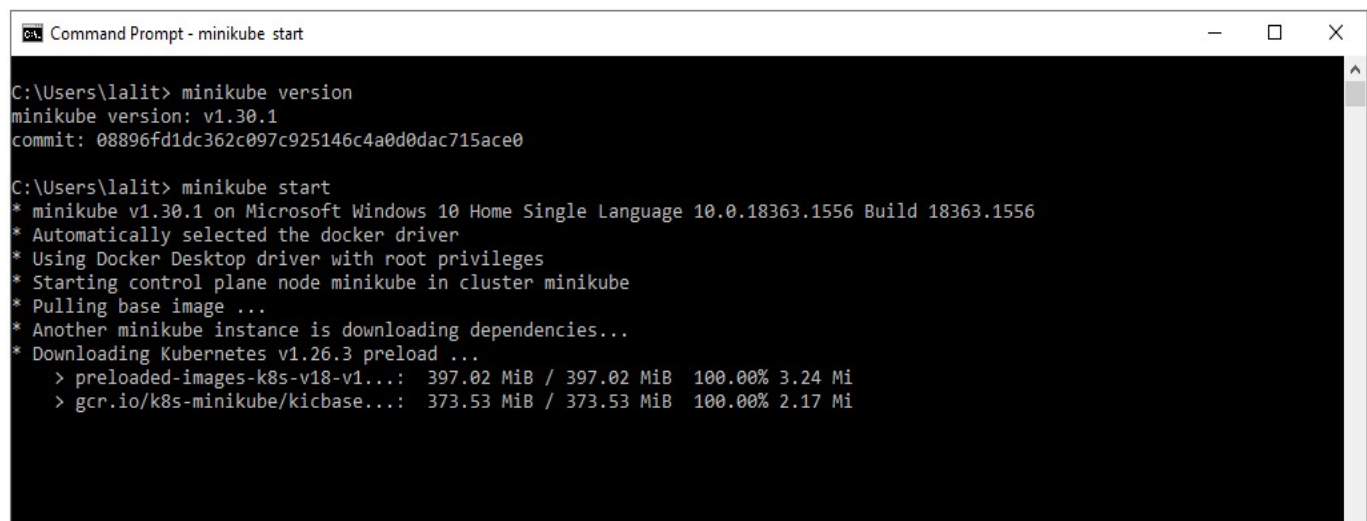 Command Prompt - minikube start
C:\Users\lalit> minikube version
minikube version: v1.30.1
commit: 08896fd1dc362c097c925146c4a0d0dac715ace0
C:\Users\lalit> minikube start
* minikube v1.30.1 on Microsoft Windows 10 Home Single Language 10.0.18363.1556 Build 18363.1556
* Automatically selected the docker driver
* Using Docker Desktop driver with root privileges
* Starting control plane node minikube in cluster minikube
* Pulling base image ...
* Another minikube instance is downloading dependencies...
* Downloading Kubernetes v1.26.3 preload ...
> preloaded-images-k8s-v18-v1...: 397.02 MiB / 397.02 MiB 100.00% 3.24 Mi
> gcr.io/k8s-minikube/kicbase...: 373.53 MiB / 373.53 MiB 100.00% 2.17 Mi